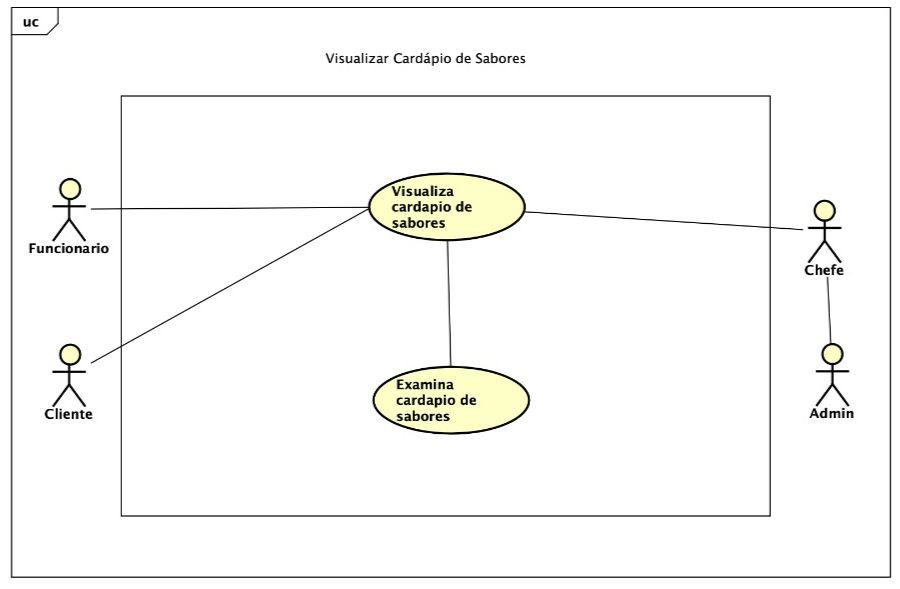 uc
Visualizar Cardápio de Sabores
Visualiza
cardapio de
sabores
Funcionario
Chefe
Examina
cardapio de
sabores
Cliente
Admin